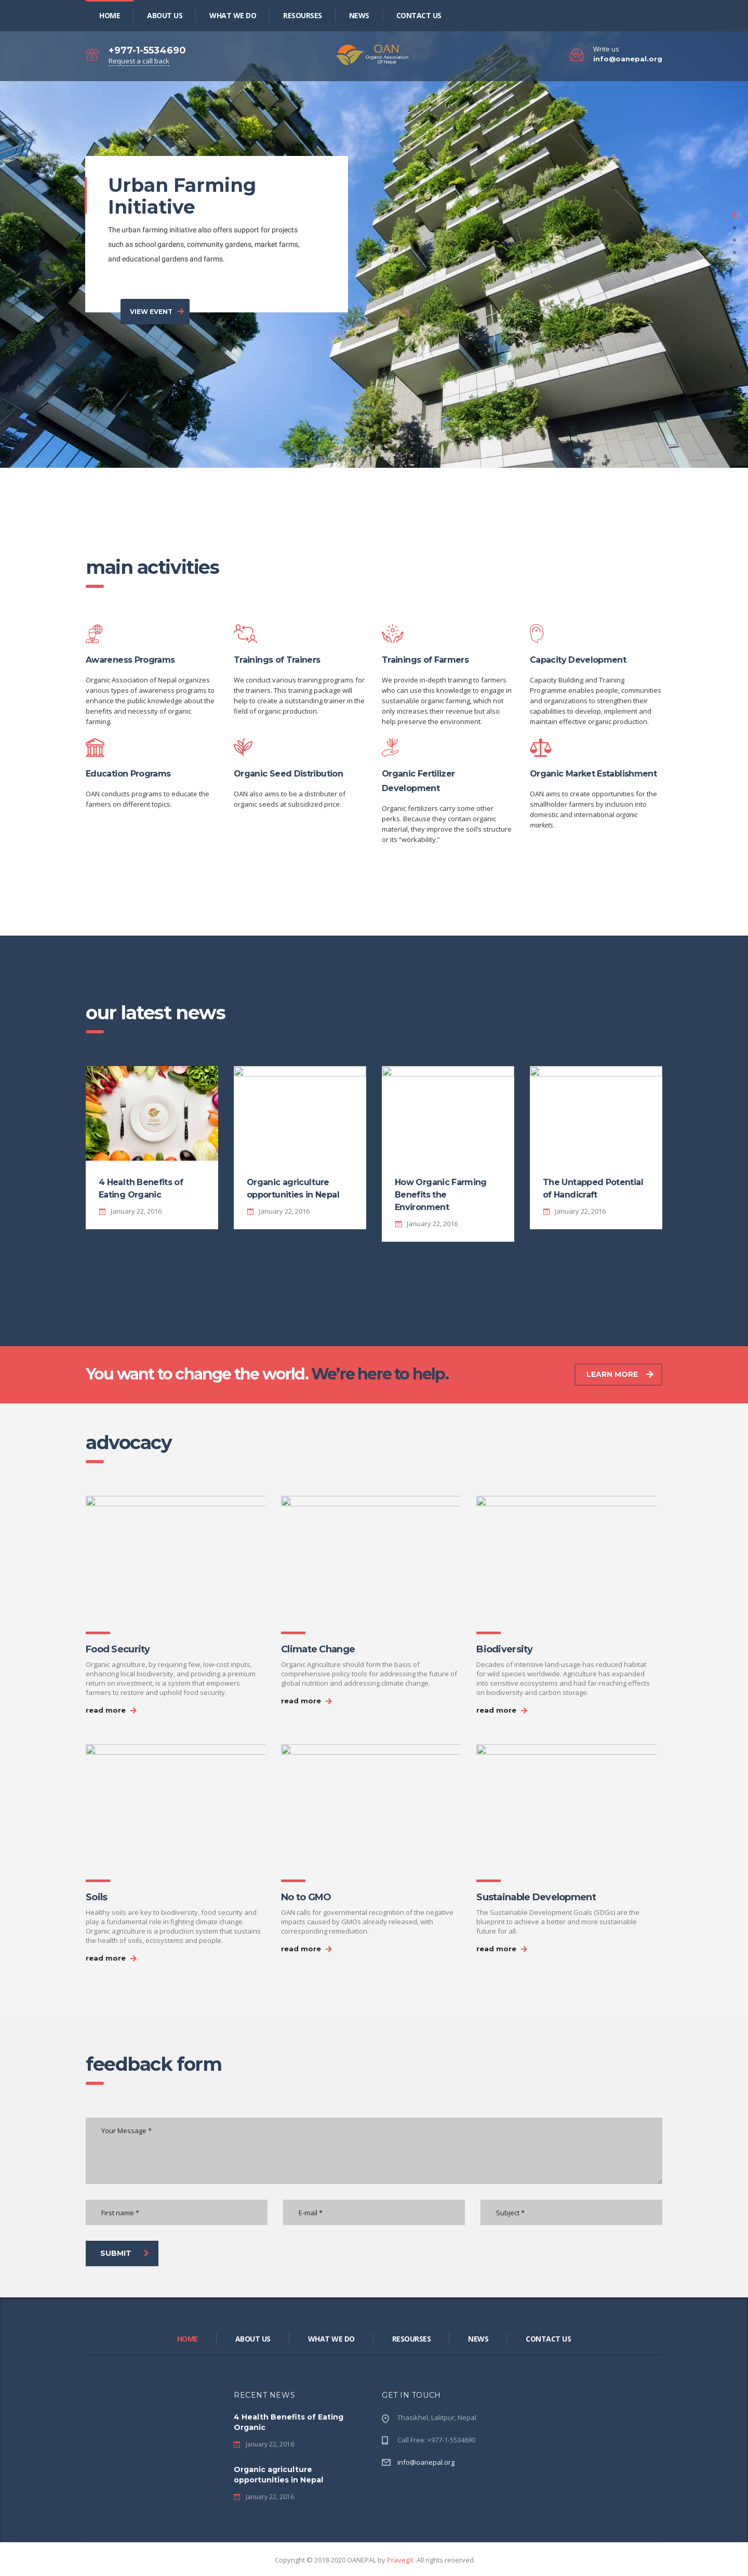 HOME
ABOUT US
WHAT WE DO
RESOURSES
NEWS
CONTACT US
+977-1-5534690
Request a call back
OAN
Organic Association
Of Nepal
Write us
info@oanepal.org
Urban Farming
Initiative
The urban farming initiative also offers support for projects
such as school gardens, community gardens, market farms,
and educational gardens and farms.
VIEW EVENT
main activities
Awareness Programs
Organic Association of Nepal organizes
various types of awareness programs to
enhance the public knowledge about the
benefits and necessity of organic
farming.
Trainings of Trainers
We conduct various training programs for
the trainers. This training package will
help to create a outstanding trainer in the
field of organic production.
Trainings of Farmers
We provide in-depth training to farmers
who can use this knowledge to engage in
sustainable organic farming, which not
only increases their revenue but also
help preserve the environment.
Capacity Development
Capacity Building and Training
Programme enables people, communities
and organizations to strengthen their
capabilities to develop, implement and
maintain effective organic production.
Education Programs
OAN conducts programs to educate the
farmers on different topics.
Organic Seed Distribution
OAN also aims to be a distributer of
organic seeds at subsidized price.
Organic Fertilizer
Development
Organic fertilizers carry some other
perks. Because they contain organic
material, they improve the soil's structure
or its "workability."
Organic Market Establishment
OAN aims to create opportunities for the
smallholder farmers by inclusion into
domestic and international organic
markets.
our latest news
OAN
4 Health Benefits of
Eating Organic
January 22, 2016
Organic agriculture
opportunities in Nepal
January 22, 2016
How Organic Farming
Benefits the
Environment
January 22, 2016
The Untapped Potential
of Handicraft
January 22, 2016
You want to change the world. We're here to help.
LEARN MORE
advocacy
Food Security
Organic agriculture, by requiring few, low-cost inputs,
enhancing local biodiversity, and providing a premium
return on investment, is a system that empowers
farmers to restore and uphold food security.
read more
Climate Change
Organic Agriculture should form the basis of
comprehensive policy tools for addressing the future of
global nutrition and addressing climate change.
read more
Biodiversity
Decades of intensive land-usage has reduced habitat
for wild species worldwide. Agriculture has expanded
into sensitive ecosystems and had far-reaching effects
on biodiversity and carbon storage.
read more
Soils
Healthy soils are key to biodiversity, food security and
play a fundamental role in fighting climate change.
Organic agriculture is a production system that sustains
the health of soils, ecosystems and people.
read more
No to GMO
OAN calls for governmental recognition of the negative
impacts caused by GMOs already released, with
corresponding remediation.
read more
Sustainable Development
The Sustainable Development Goals (SDGs) are the
blueprint to achieve a better and more sustainable
future for all.
read more
feedback form
Your Message *
First name *
E-mail *
Subject *
SUBMIT
HOME
ABOUT US
WHAT WE DO
RESOURSES
NEWS
CONTACT US
RECENT NEWS
4 Health Benefits of Eating
Organic
January 22, 2016
Organic agriculture
opportunities in Nepal
January 22, 2016
GET IN TOUCH
Thasikhel, Lalitpur, Nepal
Call Free: +977-1-5534690
info@oanepal.org
Copyright © 2018-2020 OANEPAL by PravegX. All rights reserved